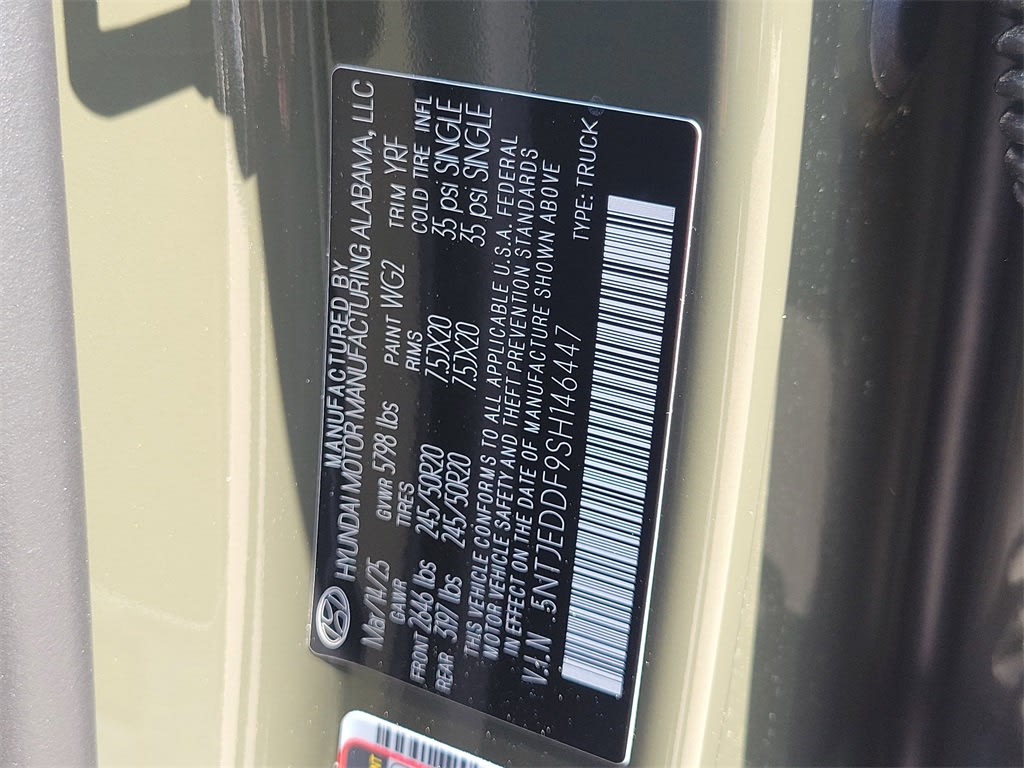 MANUFACTURED BY
HYUNDAI MOTOR MANUFACTURING ALABAMA, LLC
Mar/14/25 GVWR 5798 lbs PAINT WG2 TRIM YRF
GAWR TIRES RIMS COLD TIRE INFL
FRONT 2846 lbs 245/50R20 7.5JX20 35 psi SINGLE
REAR 3197 lbs 245/50R20 7.5JX20 35 psi SINGLE
THIS VEHICLE CONFORMS TO ALL APPLICABLE U.S.A. FEDERAL
MOTOR VEHICLE SAFETY AND THEFT PREVENTION STANDARDS
IN EFFECT ON THE DATE OF MANUFACTURE SHOWN ABOVE
V.I.N 5NTJEDDF9SH146447 TYPE: TRUCK